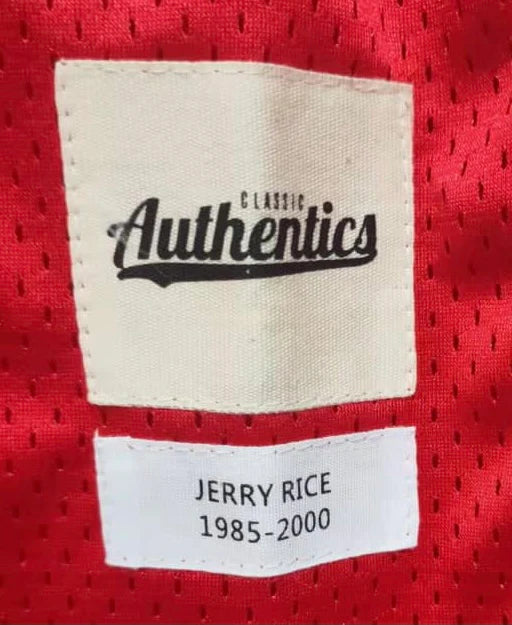 CLASSIC
Authentics
JERRY RICE
1985-2000